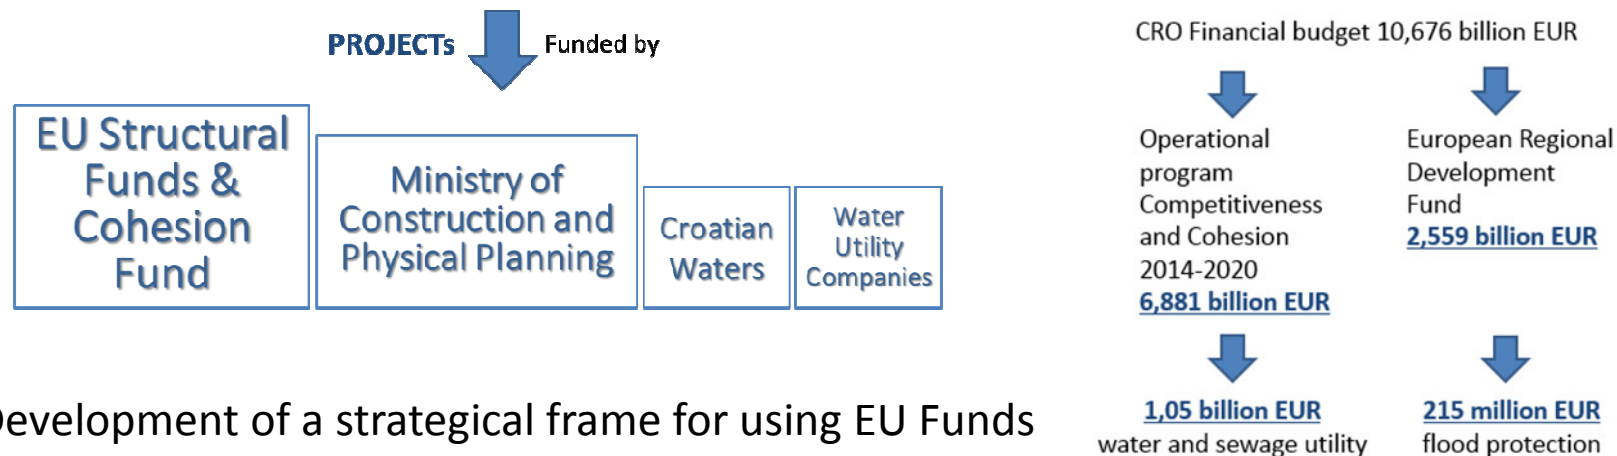 PROJECTs Funded by
EU Structural
Funds &
Cohesion
Fund
Ministry of
Construction and
Physical Planning
Croatian
Waters
Water
Utility
Companies
evelopment of a strategical frame for using EU Funds
CRO Financial budget 10,676 billion EUR
Operational
program
Competitiveness
and Cohesion
2014-2020
6,881 billion EUR
European Regional
Development
Fund
2,559 billion EUR
1,05 billion EUR
water and sewage utility
215 million EUR
flood protection